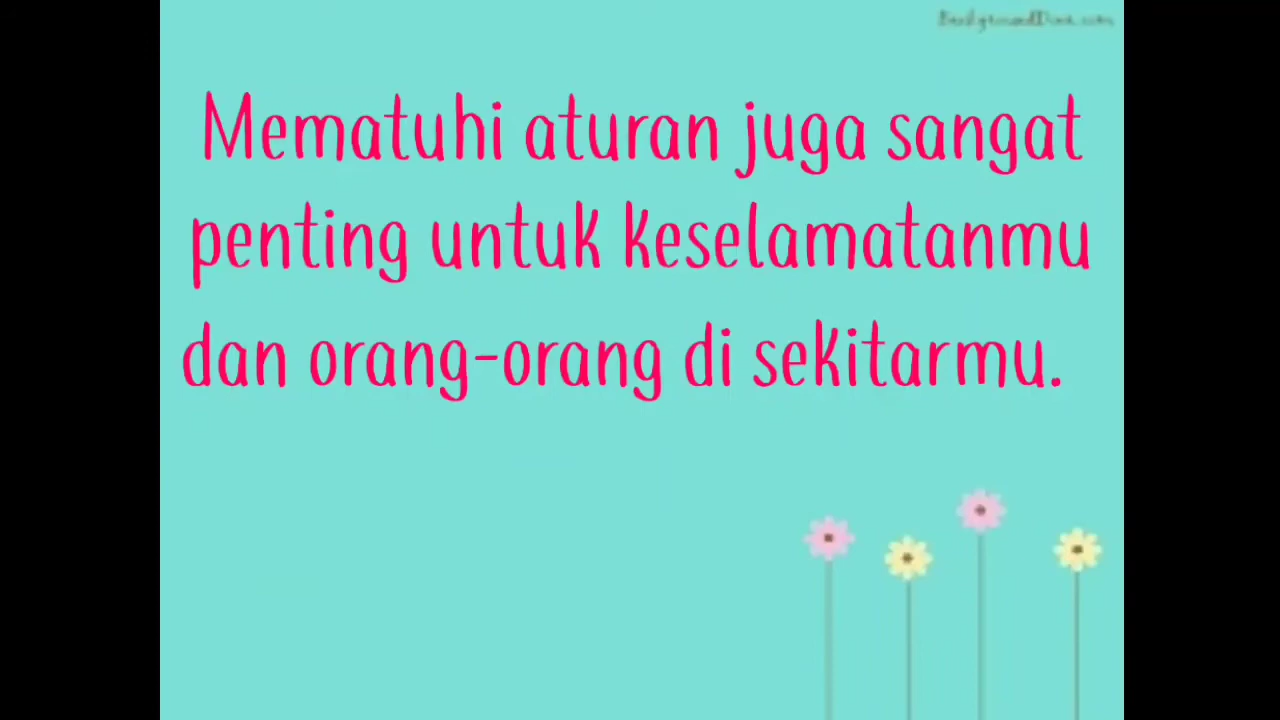 Mematuhi aturan juga sangat
penting untuk keselamatanmu
dan orang-orang di sekitarmu.